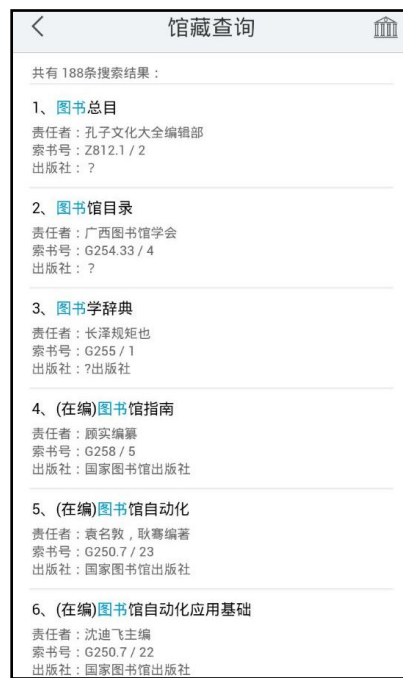 馆藏查询
共有 188条搜索结果：
1、图书总目
责任者：孔子文化大全编辑部
索书号：Z812.1 / 2
出版社：？
2、图书馆目录
责任者：广西图书馆学会
索书号：G254.33 / 4
出版社：？
3、图书学辞典
责任者：长泽规矩也
索书号：G255 / 1
出版社：?出版社
4、(在编)图书馆指南
责任者：顾实编纂
索书号：G258 / 5
出版社：国家图书馆出版社
5、(在编)图书馆自动化
责任者：袁名敦，耿骞编著
索书号：G250.7 / 23
出版社：国家图书馆出版社
6、(在编)图书馆自动化应用基础
责任者：沈迪飞主编
索书号：G250.7 / 22
出版社：国家图书馆出版社